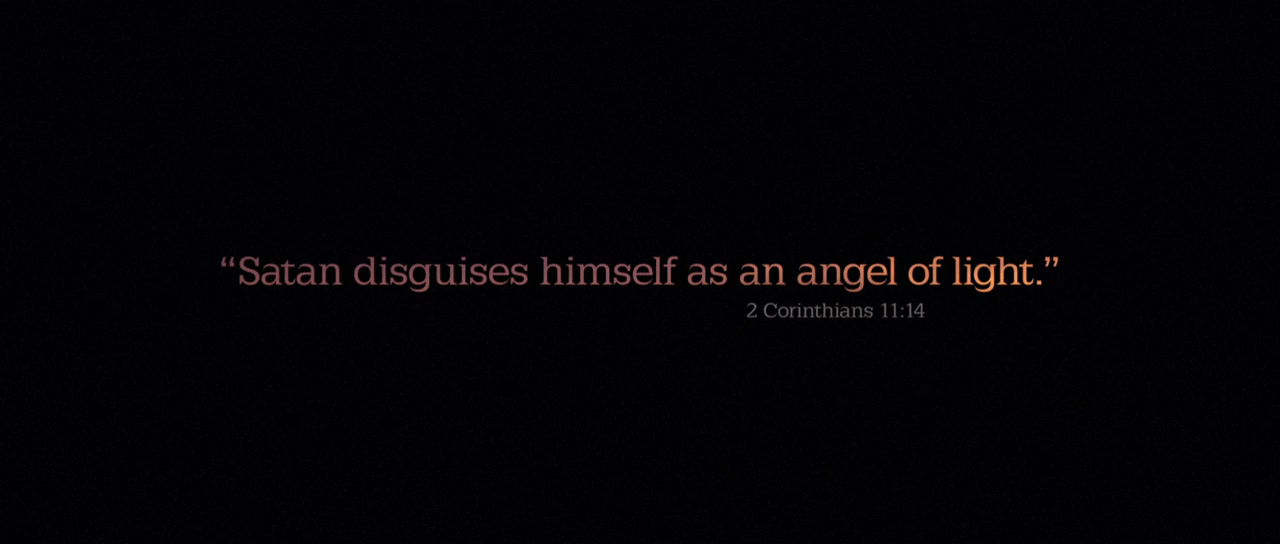 “Satan disguises himself as an angel of light.”
2 Corinthians 11:14